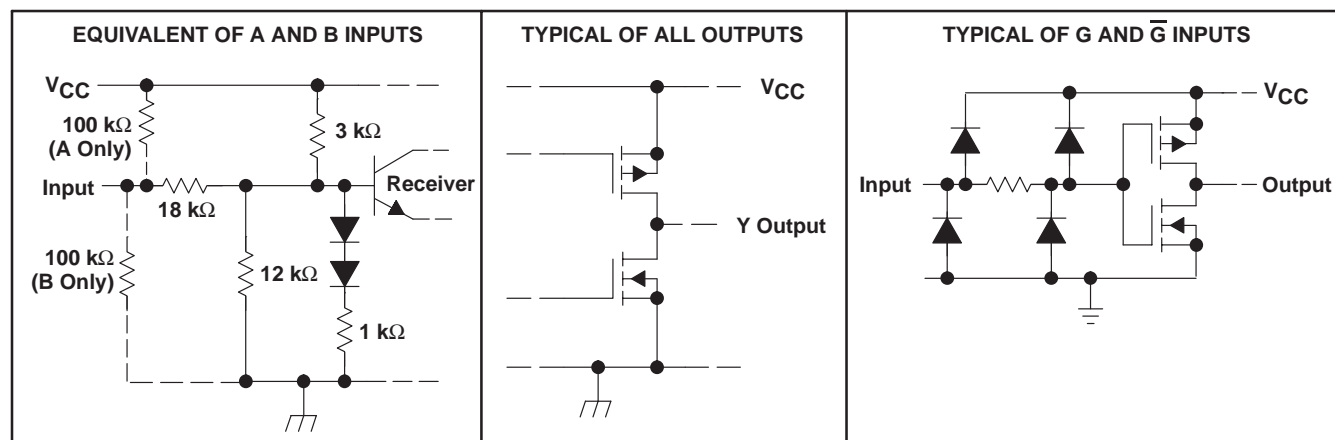 EQUIVALENT OF A AND B INPUTS
VCC
100 kΩ
(A Only)
3 kΩ
Input
18 kΩ
Receiver
100 kΩ
(B Only)
12 kΩ
1 kΩ
TYPICAL OF ALL OUTPUTS
VCC
Y Output
TYPICAL OF G AND G̅ INPUTS
VCC
Input
Output